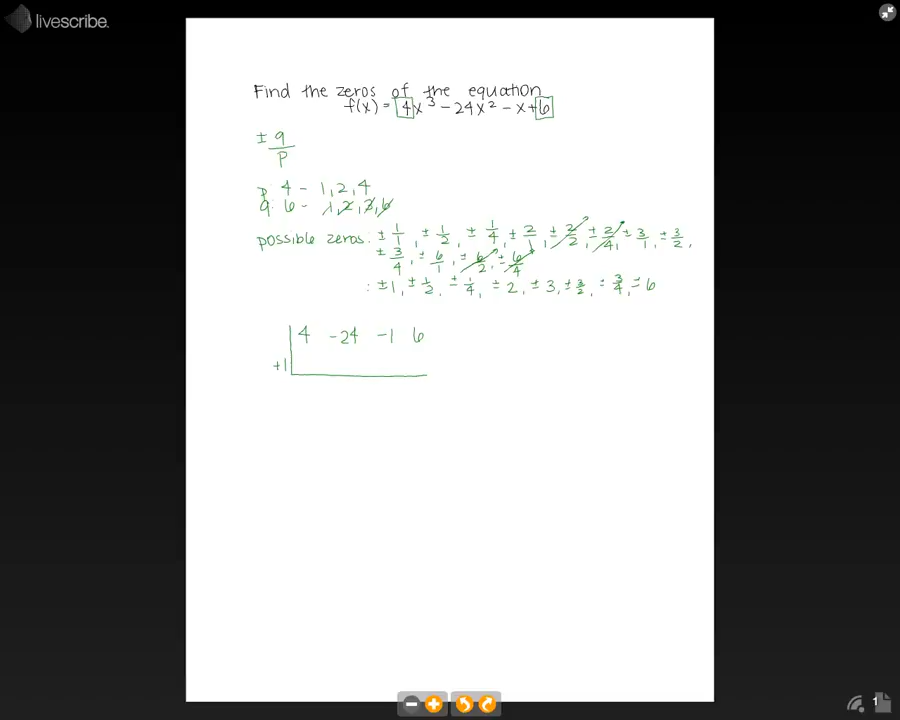 livescribe.
Find the zeros of the equation
f(x) = 4x³ - 24x² - x + 6
± q/p
p: 4 - 1, 2, 4
q: 6 - 1, 2, 3, 6
possible zeros: ± 1/1, ± 1/2, ± 1/4, ± 2/1, ± 2/2, ± 2/4, ± 3/1, ± 3/2,
± 3/4, ± 6/1, ± 6/2, ± 6/4
: ± 1, ± 1/2, ± 1/4, ± 2, ± 3, ± 3/2, ± 3/4, ± 6
4 -24 -1 6
+1
1